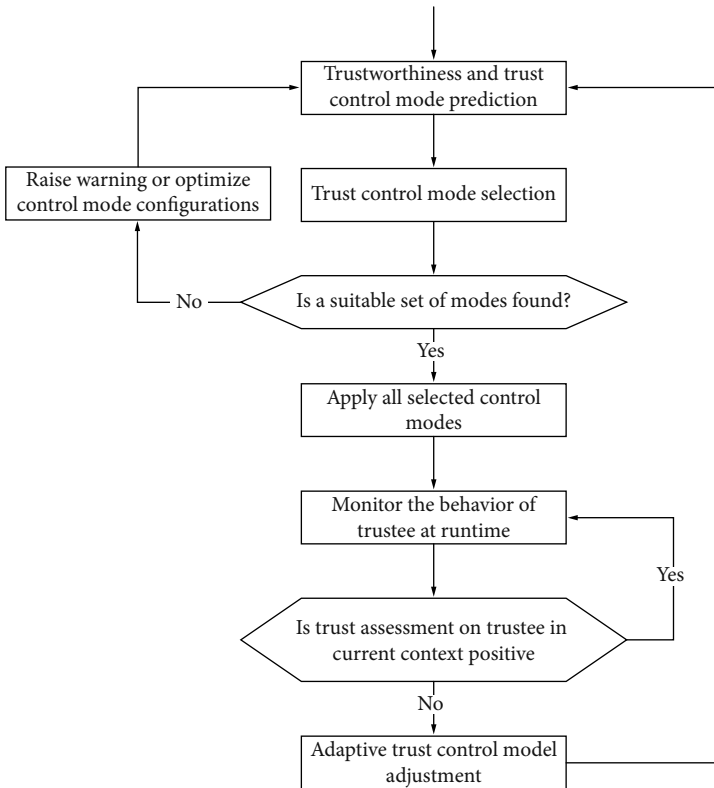 Trustworthiness and trust
control mode prediction
Raise warning or optimize
control mode configurations
Trust control mode selection
No
Is a suitable set of modes found?
Yes
Apply all selected control
modes
Monitor the behavior of
trustee at runtime
Yes
Is trust assessment on trustee in
current context positive
No
Adaptive trust control model
adjustment